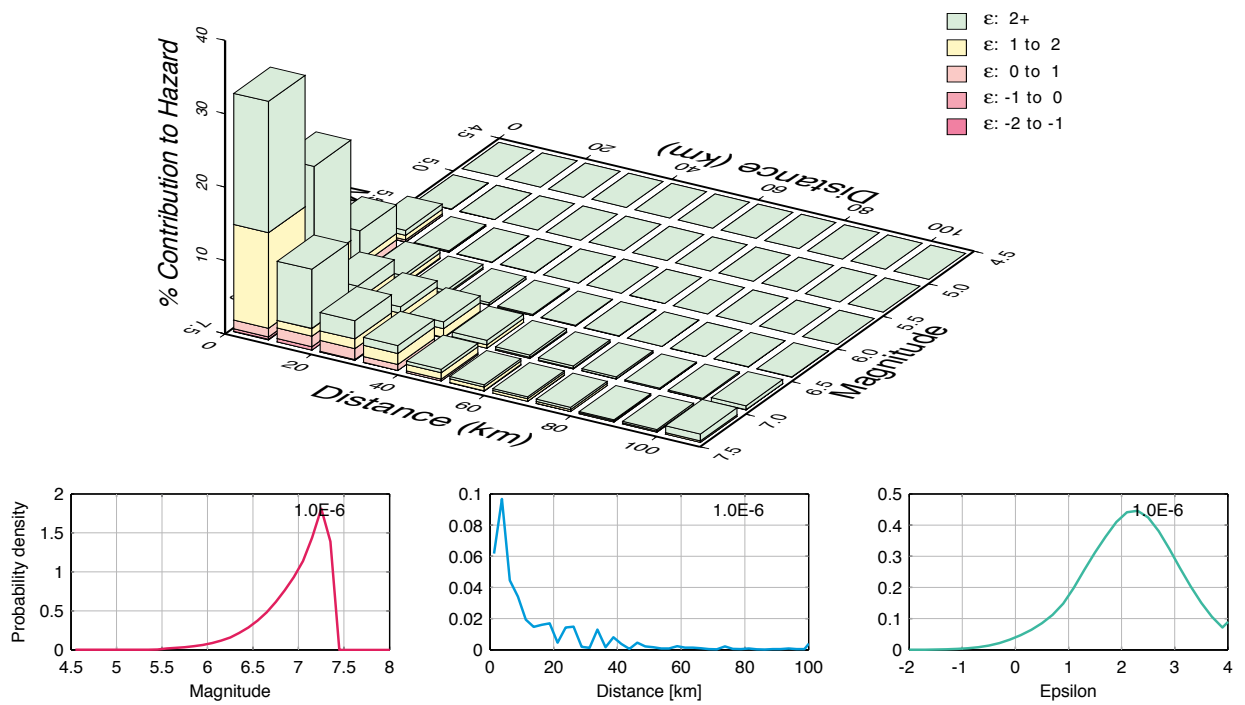 ε: 2+
ε: 1 to 2
ε: 0 to 1
ε: -1 to 0
ε: -2 to -1
% Contribution to Hazard
40
30
20
10
4.5
5.0
0
20
40
60
80
100
Distance (km)
4.5
5.0
5.5
6.0
6.5
7.0
7.5
Magnitude
7.5
0
20
40
60
80
100
Distance (km)
Probability density
2
1.5
1
0.5
0
1.0E-6
4.5 5 5.5 6 6.5 7 7.5 8
Magnitude
0.1
0.08
0.06
0.04
0.02
0
1.0E-6
0 20 40 60 80 100
Distance [km]
0.5
0.4
0.3
0.2
0.1
0
1.0E-6
-2 -1 0 1 2 3 4
Epsilon